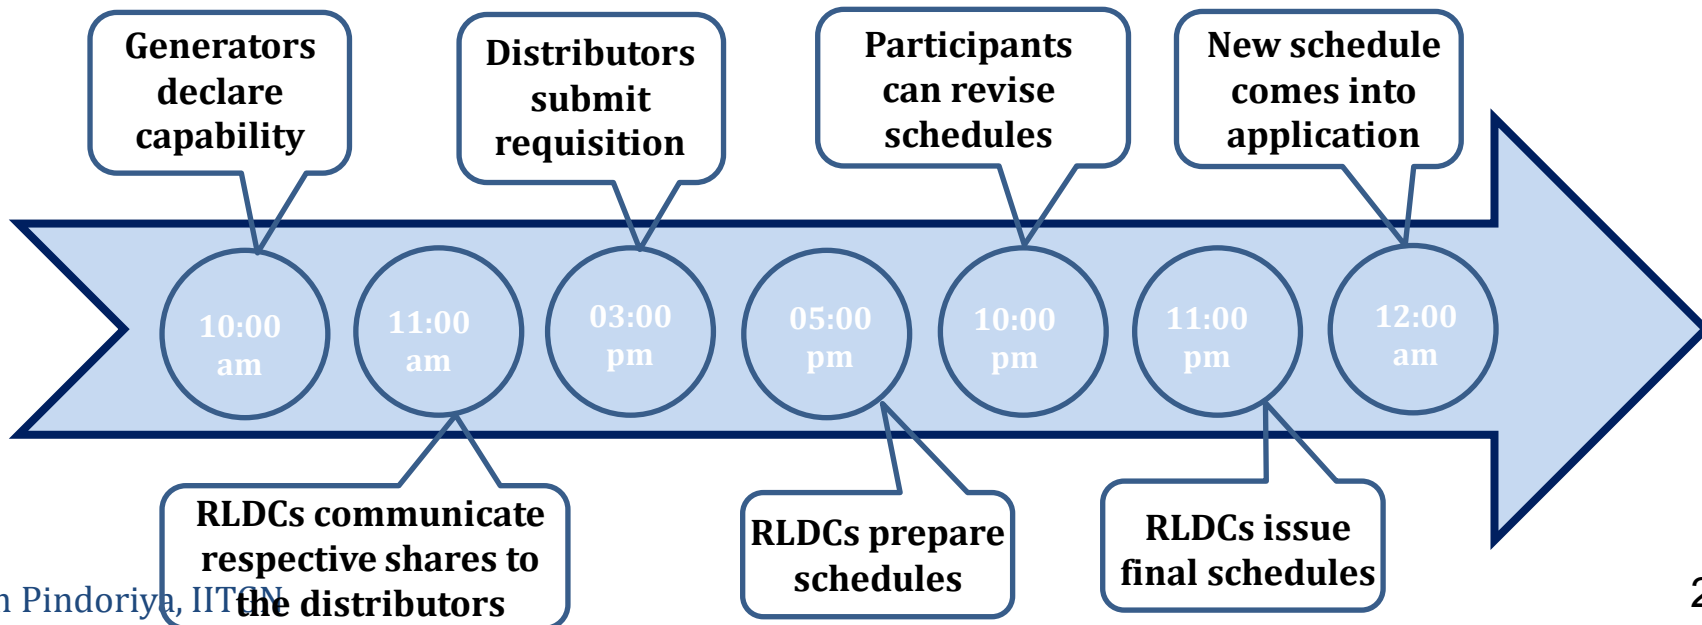 Generators
declare
capability
Distributors
submit
requisition
Participants
can revise
schedules
New schedule
comes into
application
10:00
am
11:00
am
03:00
pm
05:00
pm
10:00
pm
11:00
pm
12:00
am
RLDCs communicate
respective shares to
the distributors
RLDCs prepare
schedules
RLDCs issue
final schedules
Pindoriya, IITGN
2